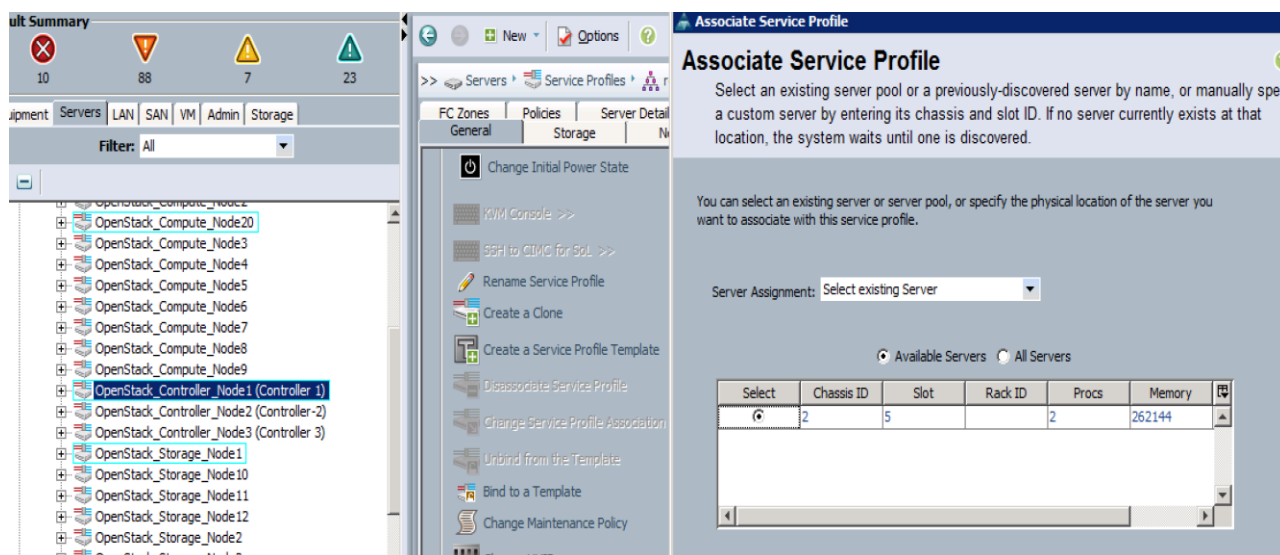 ult Summary
10
88
7
23
uipment
Servers
LAN
SAN
VM
Admin
Storage
Filter: All
OpenStack_Compute_Node2
OpenStack_Compute_Node20
OpenStack_Compute_Node3
OpenStack_Compute_Node4
OpenStack_Compute_Node5
OpenStack_Compute_Node6
OpenStack_Compute_Node7
OpenStack_Compute_Node8
OpenStack_Compute_Node9
OpenStack_Controller_Node1 (Controller 1)
OpenStack_Controller_Node2 (Controller-2)
OpenStack_Controller_Node3 (Controller 3)
OpenStack_Storage_Node1
OpenStack_Storage_Node10
OpenStack_Storage_Node11
OpenStack_Storage_Node12
OpenStack_Storage_Node2
New
Options
>> Servers Service Profiles
FC Zones
Policies
Server Detail
General
Storage
Change Initial Power State
KVM Console >>
SSH to CIMC for SoL >>
Rename Service Profile
Create a Clone
Create a Service Profile Template
Disassociate Service Profile
Change Service Profile Association
Unbind from the Template
Bind to a Template
Change Maintenance Policy
Associate Service Profile
Associate Service Profile
Select an existing server pool or a previously-discovered server by name, or manually spe
a custom server by entering its chassis and slot ID. If no server currently exists at that
location, the system waits until one is discovered.
You can select an existing server or server pool, or specify the physical location of the server you
want to associate with this service profile.
Server Assignment: Select existing Server
Available Servers
All Servers
Select
Chassis ID
Slot
Rack ID
Procs
Memory
2
5
2
262144